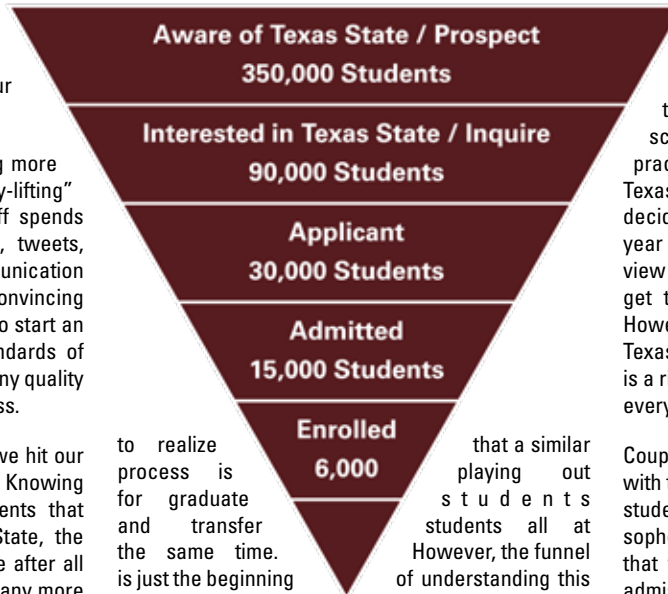 Aware of Texas State / Prospect
350,000 Students
Interested in Texas State / Inquire
90,000 Students
Applicant
30,000 Students
Admitted
15,000 Students
Enrolled
6,000
more
-lifting”
ff spends
, tweets,
unication
onvincing
o start an
ndards of
ny quality
ss.
ve hit our
Knowing
ents that
State, the
e after all
any more
to realize
process is
for graduate
and transfer
the same time.
is just the beginning
that a similar
playing out
students
students all at
However, the funnel
of understanding this
t
sc
prac
Texas
decid
year
view
get t
Howe
Texas
is a ri
every
Coup
with t
stude
sopho
that
admi